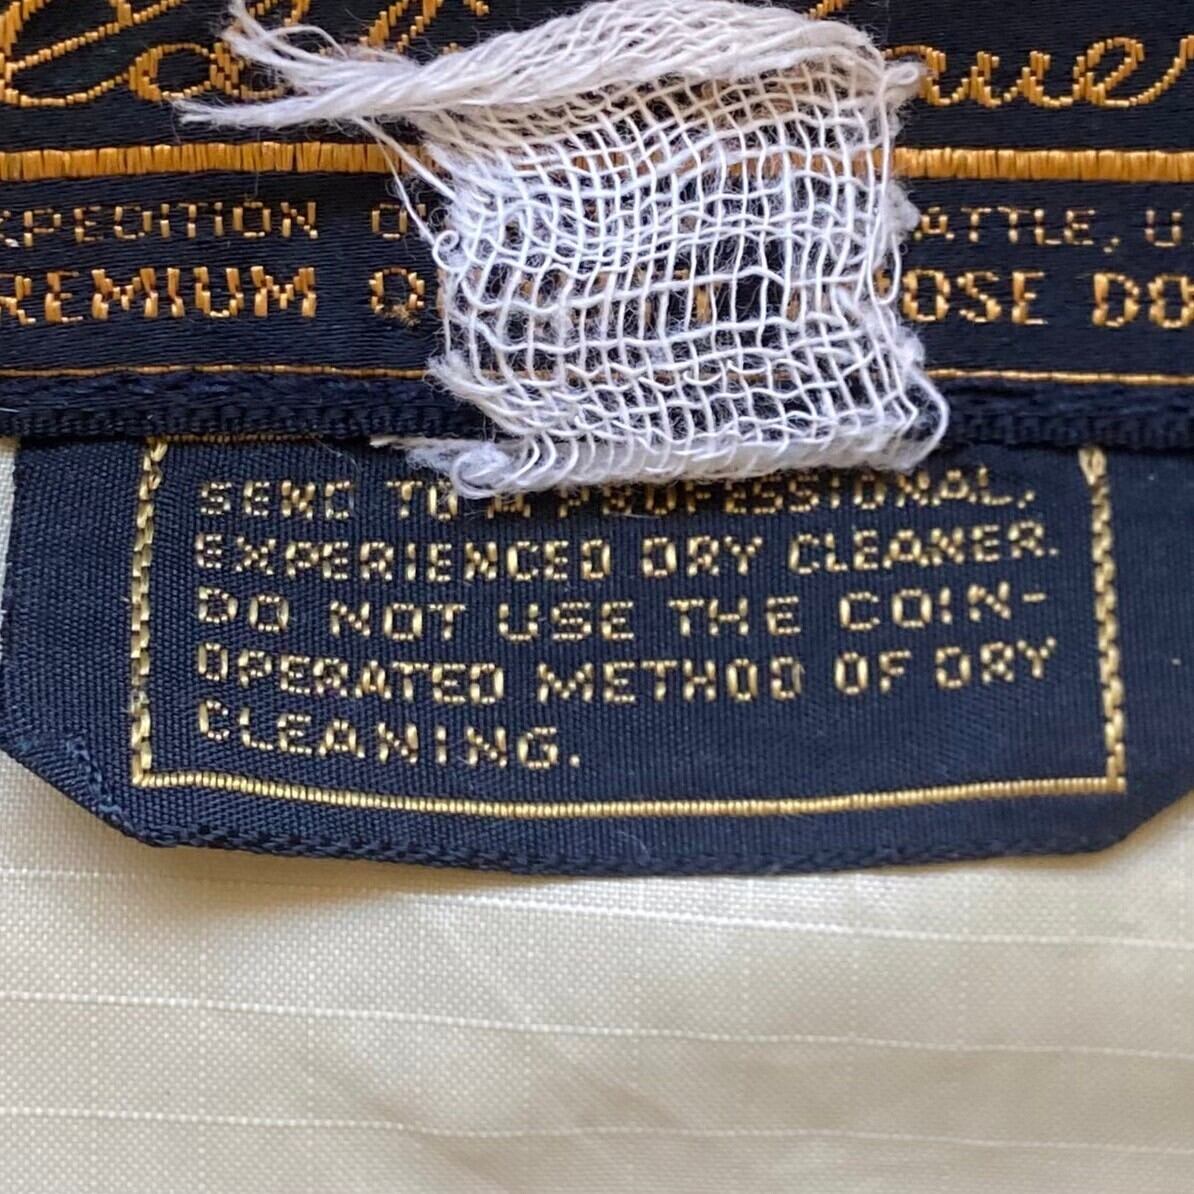 EXPEDITION O ATTLE, U
REMIUM Q OSE DO
SEND TO A PROFESSIONAL,
EXPERIENCED DRY CLEANER.
DO NOT USE THE COIN-
OPERATED METHOD OF DRY
CLEANING.